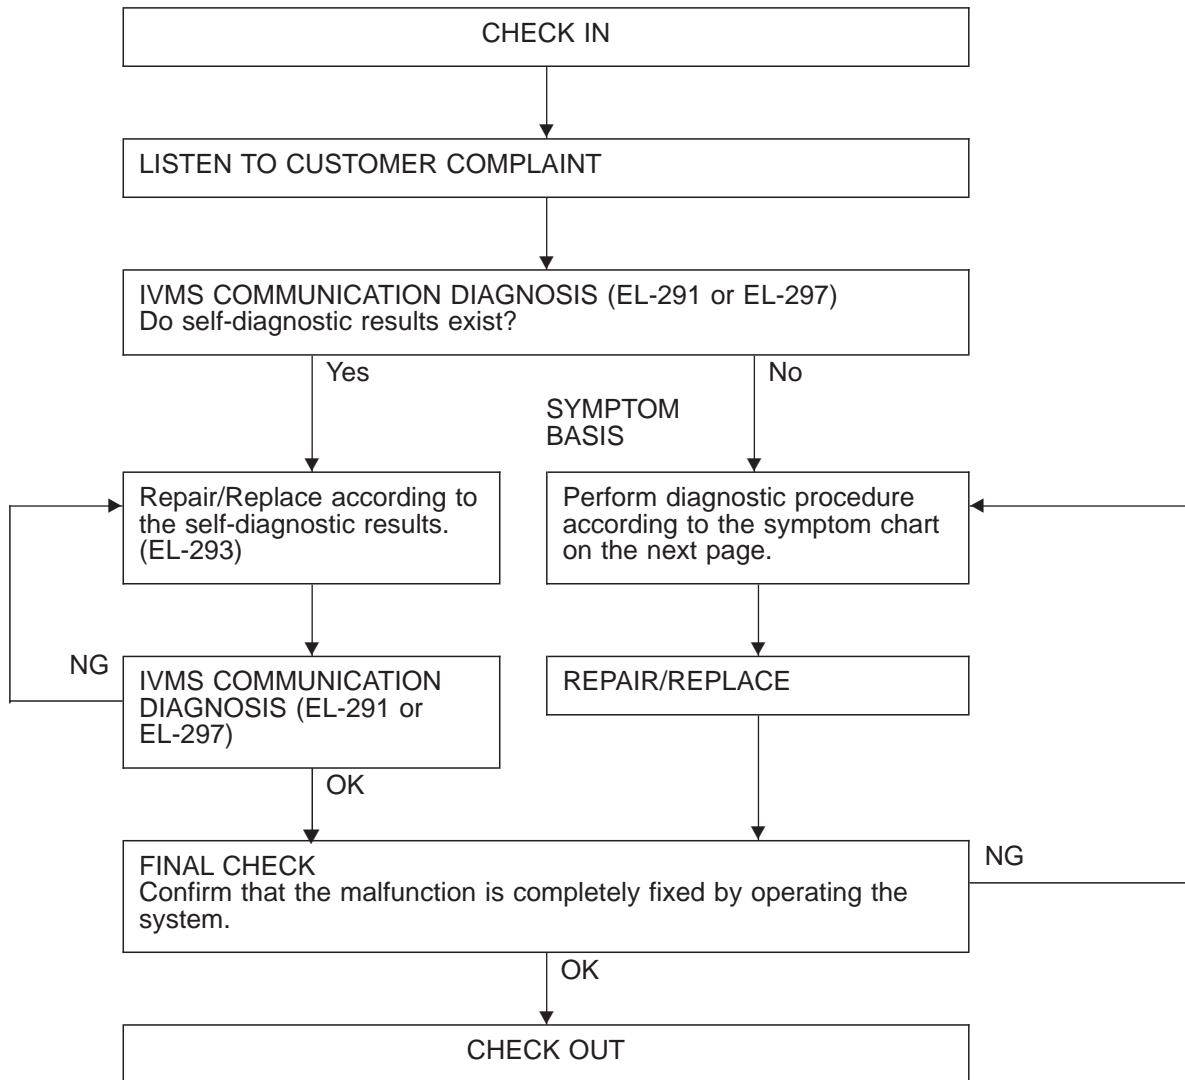 CHECK IN
LISTEN TO CUSTOMER COMPLAINT
IVMS COMMUNICATION DIAGNOSIS (EL-291 or EL-297)
Do self-diagnostic results exist?
Yes
No
SYMPTOM
BASIS
Repair/Replace according to
the self-diagnostic results.
(EL-293)
Perform diagnostic procedure
according to the symptom chart
on the next page.
NG
IVMS COMMUNICATION
DIAGNOSIS (EL-291 or
EL-297)
REPAIR/REPLACE
OK
FINAL CHECK
Confirm that the malfunction is completely fixed by operating the
system.
NG
OK
CHECK OUT